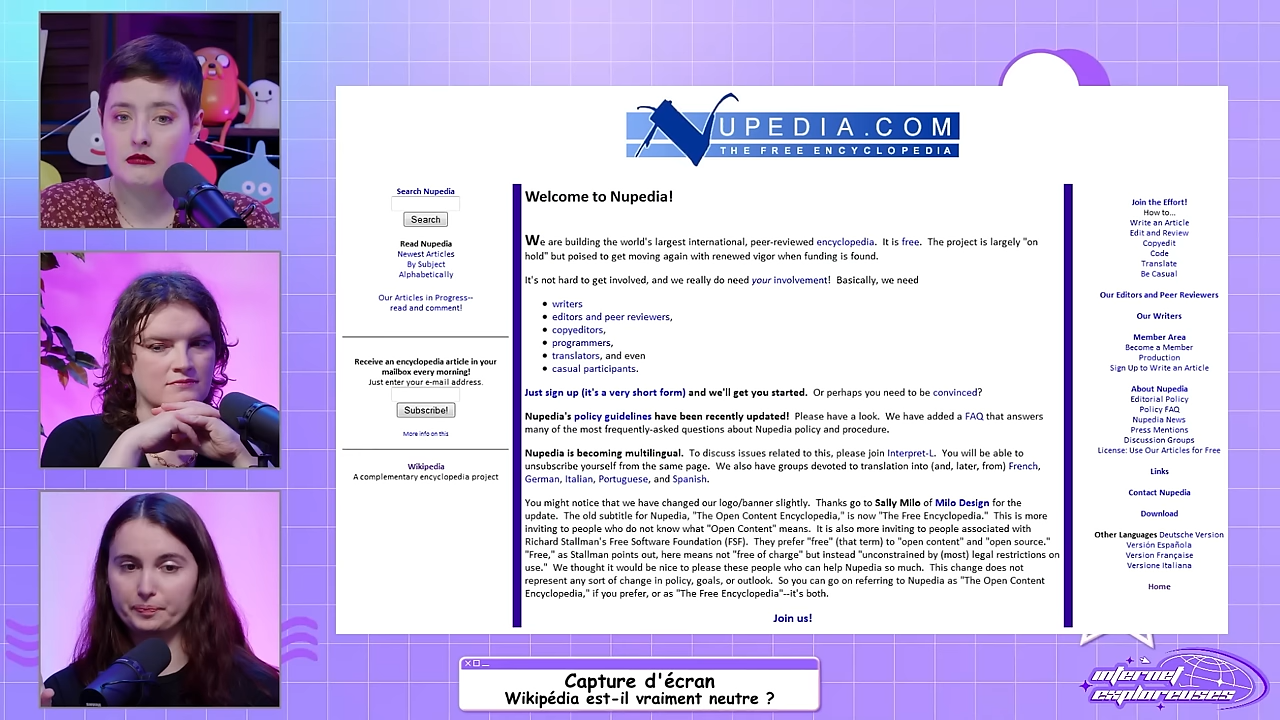 NUPEDIA.COM
THE FREE ENCYCLOPEDIA
Search Nupedia
Search
Read Nupedia
Newest Articles
By Subject
Alphabetically
Our Articles in Progress--
read and comment!
Receive an encyclopedia article in your
mailbox every morning!
Just enter your e-mail address.
Subscribe!
More info on this
Wikipedia
A complementary encyclopedia project
Welcome to Nupedia!
We are building the world's largest international, peer-reviewed encyclopedia. It is free. The project is largely "on
hold" but poised to get moving again with renewed vigor when funding is found.
It's not hard to get involved, and we really do need your involvement! Basically, we need
• writers
• editors and peer reviewers,
• copyeditors,
• programmers,
• translators, and even
• casual participants.
Just sign up (it's a very short form) and we'll get you started. Or perhaps you need to be convinced?
Nupedia's policy guidelines have been recently updated! Please have a look. We have added a FAQ that answers
many of the most frequently-asked questions about Nupedia policy and procedure.
Nupedia is becoming multilingual. To discuss issues related to this, please join Interpret-L. You will be able to
unsubscribe yourself from the same page. We also have groups devoted to translation into (and, later, from) French,
German, Italian, Portuguese, and Spanish.
You might notice that we have changed our logo/banner slightly. Thanks go to Sally Milo of Milo Design for the
update. The old subtitle for Nupedia, "The Open Content Encyclopedia," is now "The Free Encyclopedia." This is more
inviting to people who do not know what "Open Content" means. It is also more inviting to people associated with
Richard Stallman's Free Software Foundation (FSF). They prefer "free" (that term) to "open content" and "open source."
"Free," as Stallman points out, here means not "free of charge" but instead "unconstrained by (most) legal restrictions on
use." We thought it would be nice to please these people who can help Nupedia so much. This change does not
represent any sort of change in policy, goals, or outlook. So you can go on referring to Nupedia as "The Open Content
Encyclopedia," if you prefer, or as "The Free Encyclopedia"--it's both.
Join us!
Join the Effort!
How to...
Write an Article
Edit and Review
Copyedit
Code
Translate
Be Casual
Our Editors and Peer Reviewers
Our Writers
Member Area
Become a Member
Production
Sign Up to Write an Article
About Nupedia
Editorial Policy
Policy FAQ
Nupedia News
Press Mentions
Discussion Groups
License: Use Our Articles for Free
Links
Contact Nupedia
Download
Other Languages Deutsche Version
Versión Española
Version Française
Versione Italiana
Home
Capture d'écran
Wikipédia est-il vraiment neutre ?
internet
exploreuses